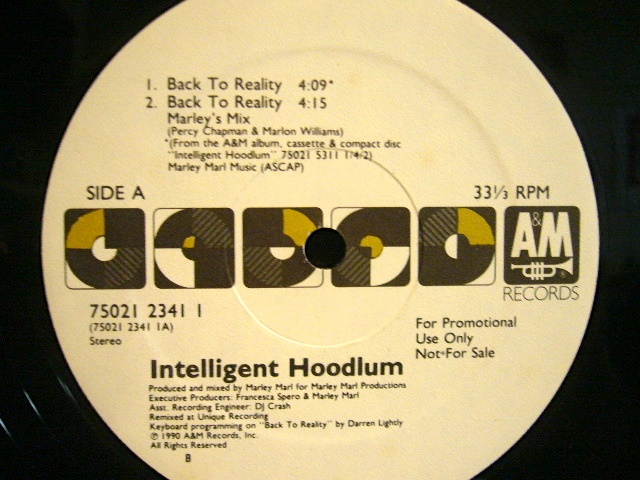 1. Back To Reality 4:09*
2. Back To Reality 4:15
Marley's Mix
(Percy Chapman & Marlon Williams)
*(From the A&M album, cassette & compact disc
"Intelligent Hoodlum" 75021 5311 1/4/2)
Marley Marl Music (ASCAP)
SIDE A
33⅓ RPM
A&M
®
RECORDS
75021 2341 1
(75021 2341 1A)
Stereo
For Promotional
Use Only
Not-For Sale
Intelligent Hoodlum
Produced and mixed by Marley Marl for Marley Marl Productions
Executive Producers: Francesca Spero & Marley Marl
Asst. Recording Engineer: DJ Crash
Remixed at Unique Recording
Keyboard programming on "Back To Reality" by Darren Lightly
℗ 1990 A&M Records, Inc.
All Rights Reserved
B